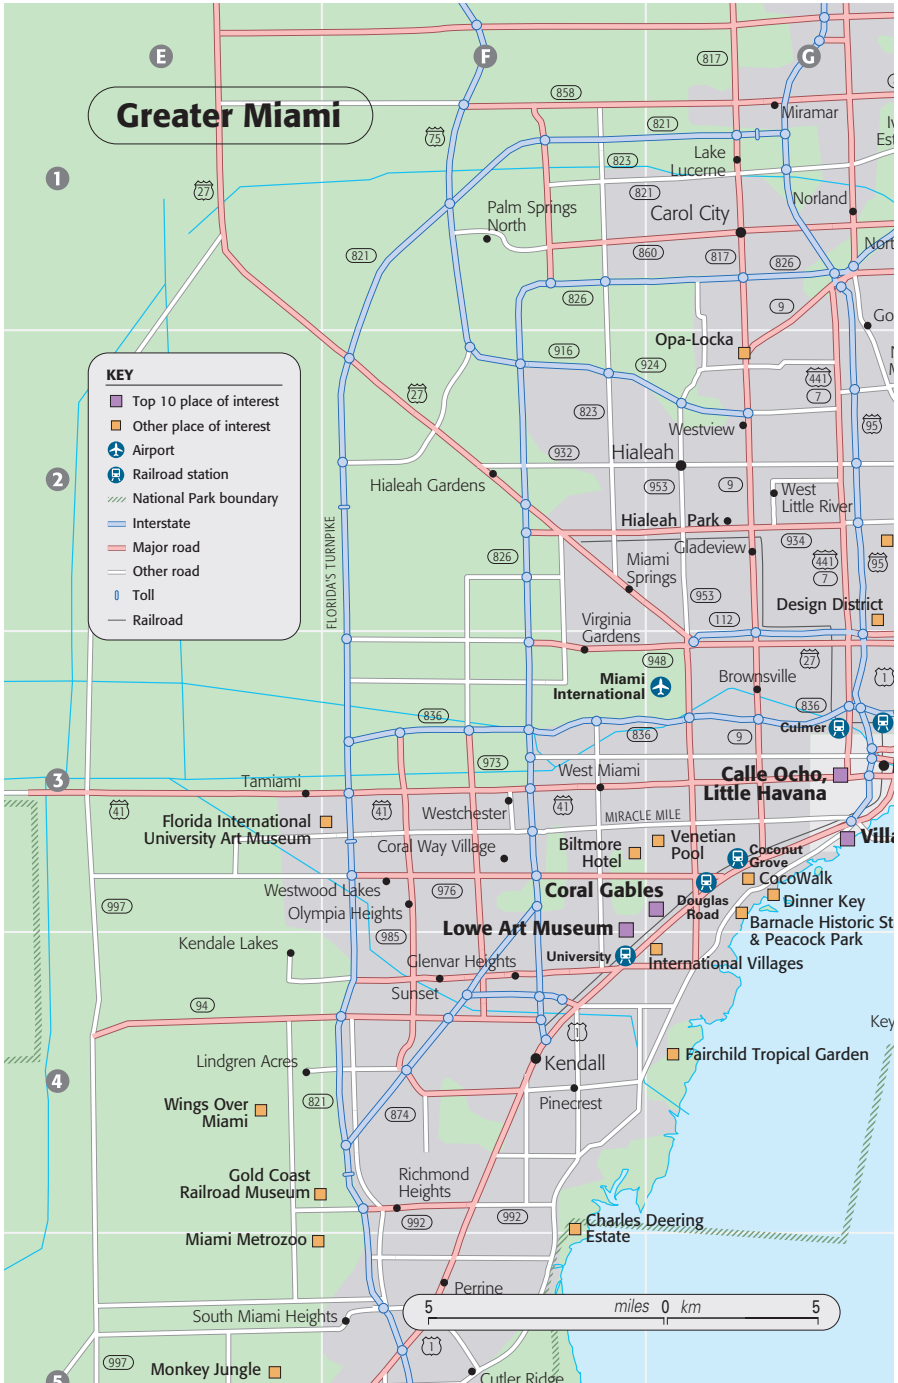 E
F
G
817
858
Greater Miami
Miramar
821
75
Lake
Lucerne
823
1
821
27
Norland
Palm Springs
North
Carol City
821
860
817
826
826
9
Opa-Locka
916
924
441
7
KEY
Top 10 place of interest
Other place of interest
Airport
Railroad station
National Park boundary
Interstate
Major road
Other road
Toll
Railroad
27
823
95
Westview
Hialeah
932
2
Hialeah Gardens
953
9
West
Little River
Hialeah Park
FLORIDA'S TURNPIKE
934
Gladeview
826
Miami
Springs
441
7
95
953
Design District
112
Virginia
Gardens
948
27
Miami
International
Brownsville
1
836
836
Culmer
836
9
973
West Miami
3
Tamiami
Calle Ocho,
Little Havana
41
41
41
Westchester
MIRACLE MILE
Florida International
University Art Museum
Venetian
Pool
Biltmore
Hotel
Coral Way Village
Coconut
Grove
CocoWalk
Westwood Lakes
976
Coral Gables
Douglas
Road
Dinner Key
997
Olympia Heights
Barnacle Historic St
& Peacock Park
Lowe Art Museum
985
Kendale Lakes
University
Glenvar Heights
International Villages
Sunset
94
Key
1
Lindgren Acres
Kendall
Fairchild Tropical Garden
4
821
Pinecrest
Wings Over
Miami
874
Gold Coast
Railroad Museum
Richmond
Heights
992
992
Charles Deering
Estate
Miami Metrozoo
Perrine
5 miles 0 km 5
South Miami Heights
1
997
Monkey Jungle
Cutler Ridge
5